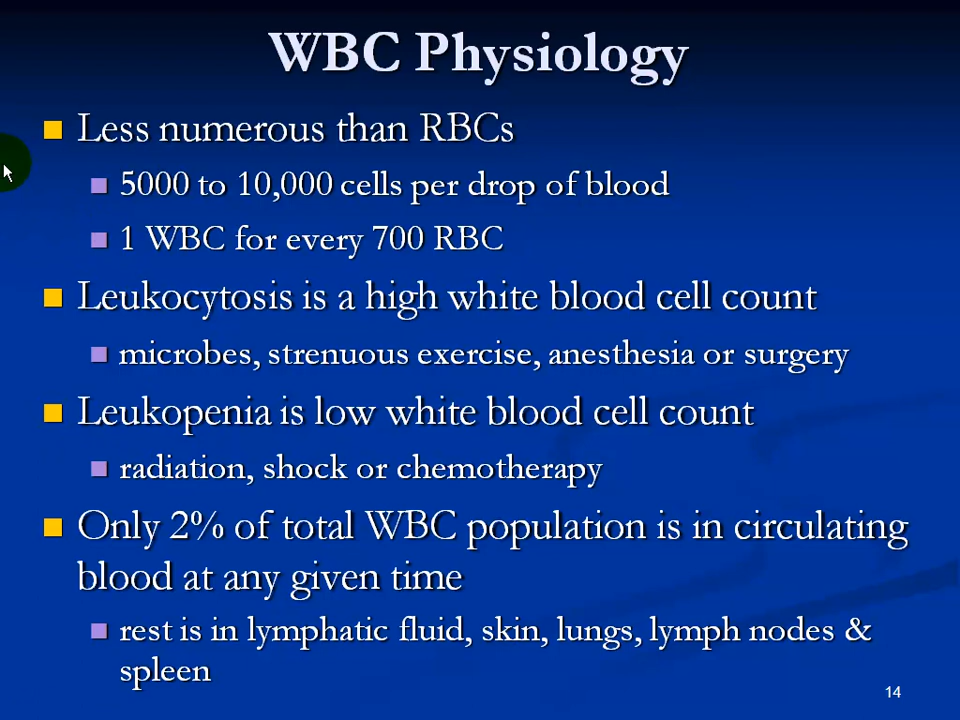 WBC Physiology
Less numerous than RBCs
5000 to 10,000 cells per drop of blood
1 WBC for every 700 RBC
Leukocytosis is a high white blood cell count
microbes, strenuous exercise, anesthesia or surgery
Leukopenia is low white blood cell count
radiation, shock or chemotherapy
Only 2% of total WBC population is in circulating
blood at any given time
rest is in lymphatic fluid, skin, lungs, lymph nodes &
spleen
14